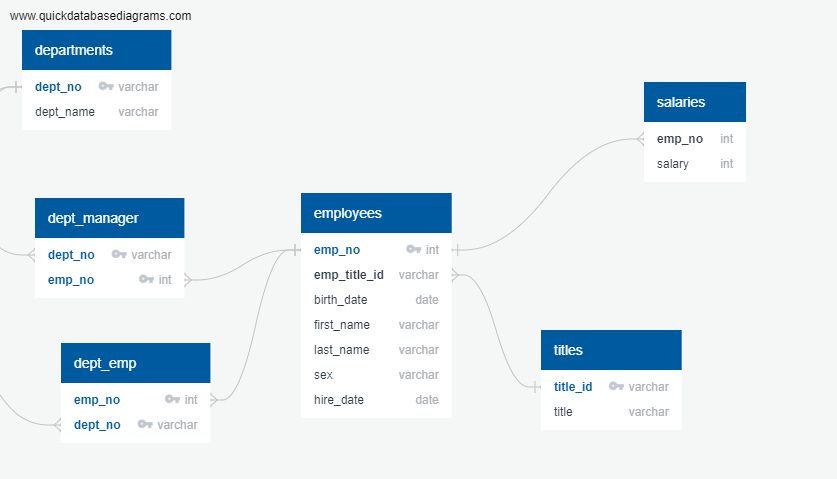 www.quickdatabasediagrams.com
departments
dept_no varchar
dept_name varchar
salaries
emp_no int
salary int
dept_manager
dept_no varchar
emp_no int
employees
emp_no int
emp_title_id varchar
birth_date date
first_name varchar
last_name varchar
sex varchar
hire_date date
dept_emp
emp_no int
dept_no varchar
titles
title_id varchar
title varchar